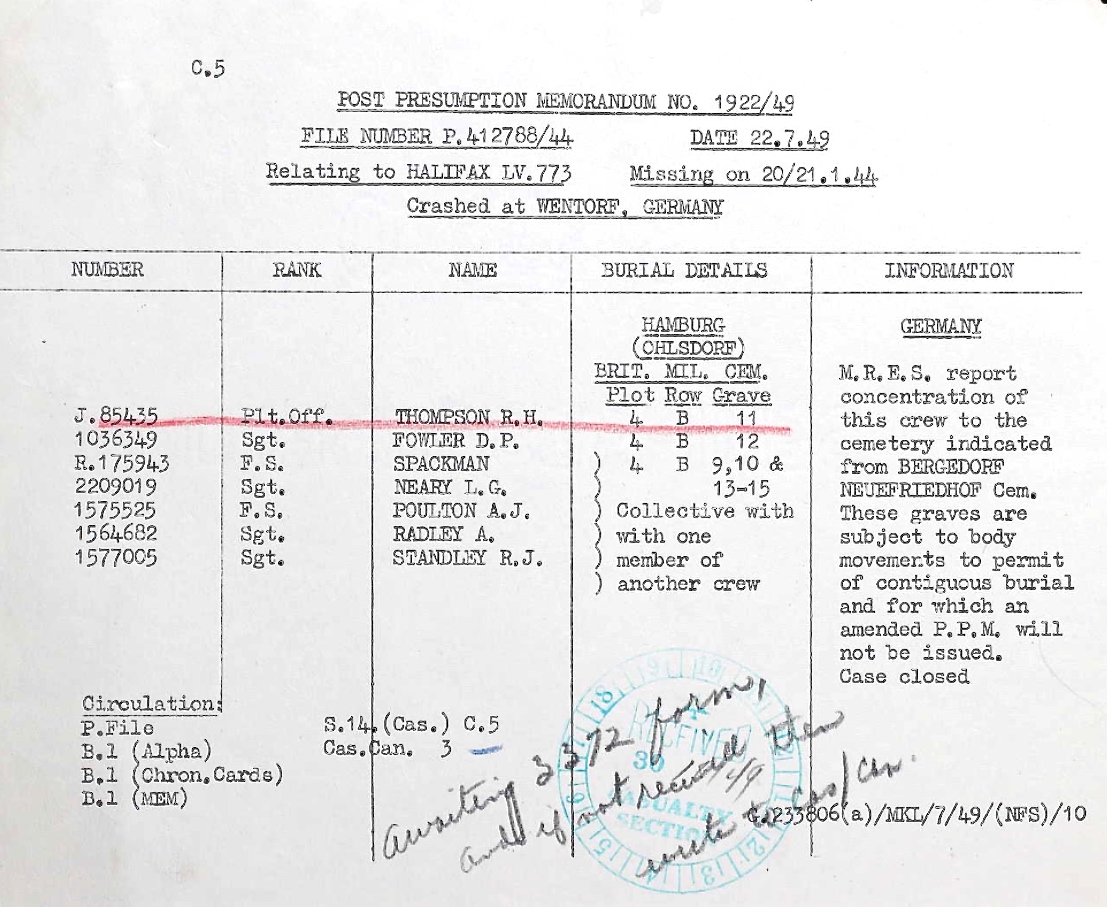 C.5
POST PRESUMPTION MEMORANDUM NO. 1922/49
FILE NUMBER P.412788/44 DATE 22.7.49
Relating to HALIFAX LV.773 Missing on 20/21.1.44
Crashed at WENTORF, GERMANY
NUMBER RANK NAME BURIAL DETAILS INFORMATION
HAMBURG GERMANY
(OHLSDORF)
BRIT. MIL. CEM. M.R.E.S. report
Plot Row Grave concentration of
J.85435 Plt.Off. THOMPSON R.H. 4 B 11 this crew to the
1036349 Sgt. FOWLER D.P. 4 B 12 cemetery indicated
R.175943 F.S. SPACKMAN ) 4 B 9,10 & from BERGEDORF
2209019 Sgt. NEARY L.G. ) 13-15 NEUEFRIEDHOF Cem.
1575525 F.S. POULTON A.J. ) Collective with These graves are
1564682 Sgt. RADLEY A. ) with one subject to body
1577005 Sgt. STANDLEY R.J. ) member of movements to permit
) another crew of contiguous burial
and for which an
amended P.P.M. will
not be issued.
Case closed
Circulation:
P.File S.14.(Cas.) C.5
B.1 (Alpha) Cas.Can. 3
B.1 (Chron.Cards)
B.1 (MEM)
G.233806(a)/MKL/7/49/(NFS)/10
Awaiting 3372 form,
and if not received then
write to Cas/Can.
RECEIVED
30
CASUALTY
SECTION